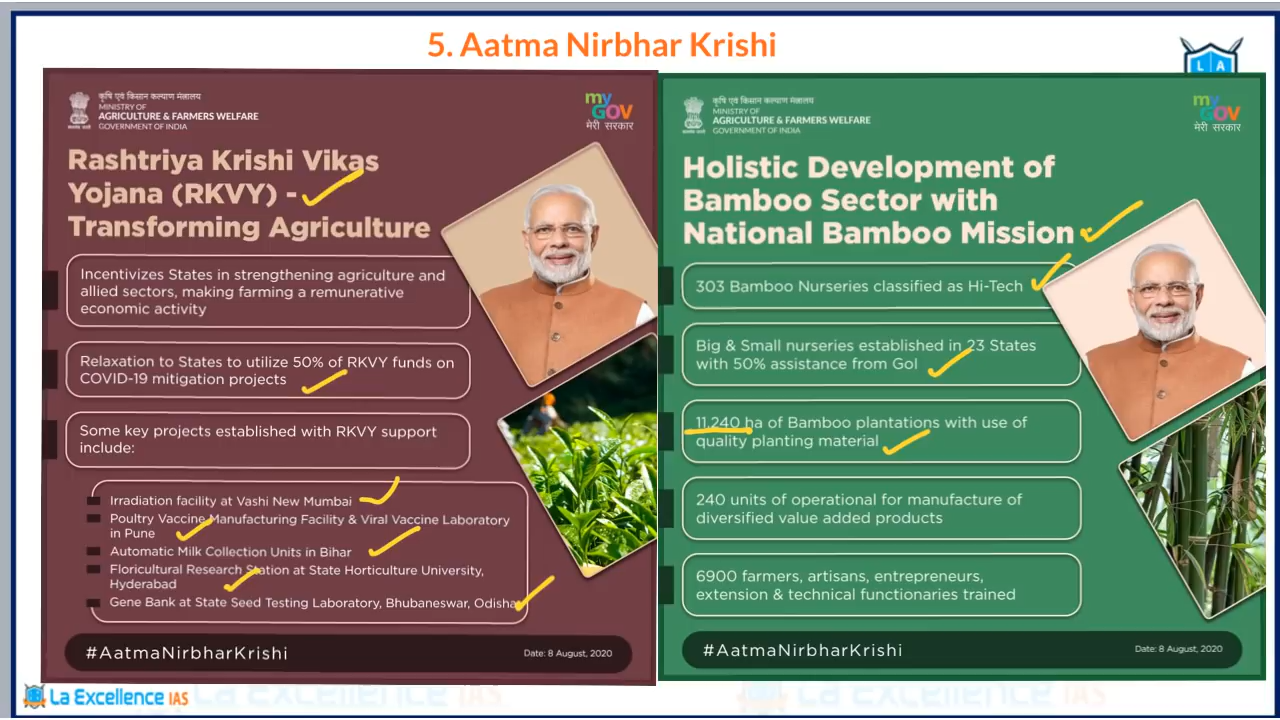 5. Aatma Nirbhar Krishi
LA
कृषि एवं किसान कल्याण मंत्रालय
MINISTRY OF
AGRICULTURE & FARMERS WELFARE
GOVERNMENT OF INDIA
my
GOV
मेरी सरकार
Rashtriya Krishi Vikas
Yojana (RKVY) -
Transforming Agriculture
Incentivizes States in strengthening agriculture and
allied sectors, making farming a remunerative
economic activity
Relaxation to States to utilize 50% of RKVY funds on
COVID-19 mitigation projects
Some key projects established with RKVY support
include:
Irradiation facility at Vashi New Mumbai
Poultry Vaccine Manufacturing Facility & Viral Vaccine Laboratory
in Pune
Automatic Milk Collection Units in Bihar
Floricultural Research Station at State Horticulture University,
Hyderabad
Gene Bank at State Seed Testing Laboratory, Bhubaneswar, Odisha
#AatmaNirbharKrishi
Date: 8 August, 2020
कृषि एवं किसान कल्याण मंत्रालय
MINISTRY OF
AGRICULTURE & FARMERS WELFARE
GOVERNMENT OF INDIA
my
GOV
मेरी सरकार
Holistic Development of
Bamboo Sector with
National Bamboo Mission
303 Bamboo Nurseries classified as Hi-Tech
Big & Small nurseries established in 23 States
with 50% assistance from GoI
11,240 ha of Bamboo plantations with use of
quality planting material
240 units of operational for manufacture of
diversified value added products
6900 farmers, artisans, entrepreneurs,
extension & technical functionaries trained
#AatmaNirbharKrishi
Date: 8 August, 2020
La Excellence IAS